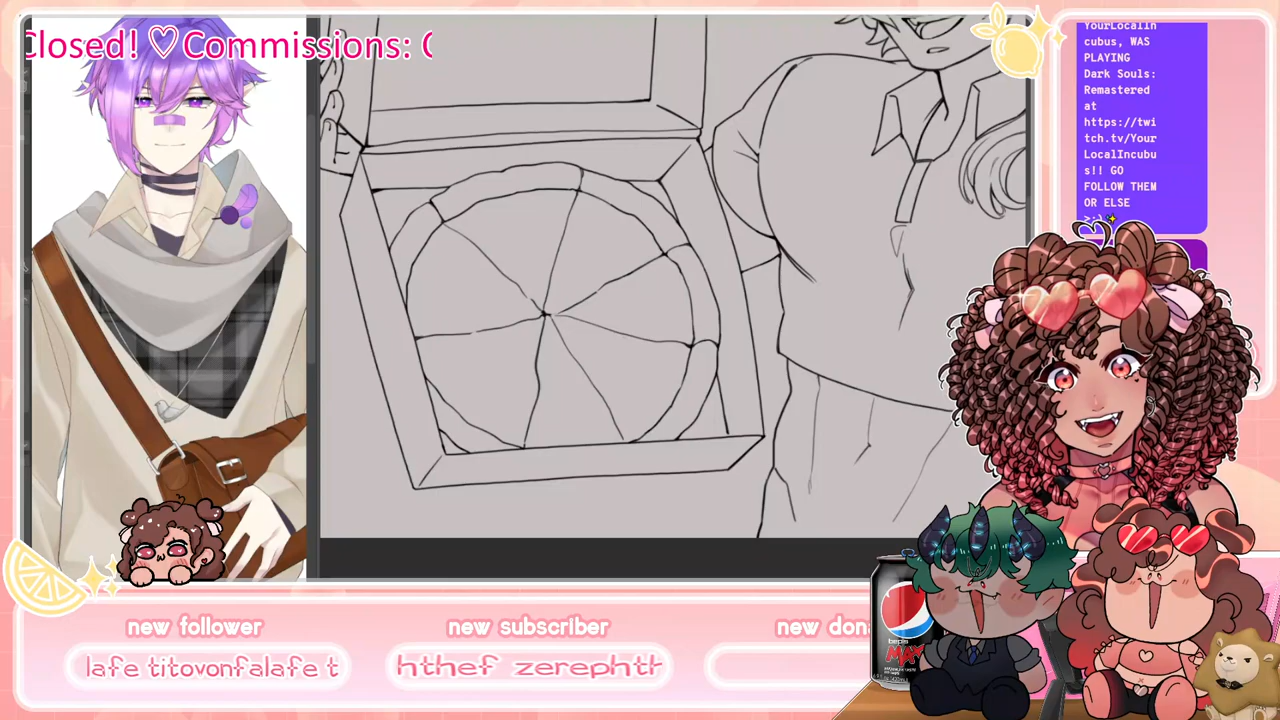 Closed! ♡Commissions: C
YourLocalIn
cubus, WAS
PLAYING
Dark Souls:
Remastered
at
https://twi
tch.tv/Your
LocalIncubu
s!! GO
FOLLOW THEM
OR ELSE
>:)
new follower
new subscriber
new don
lafe titovonfalafe t
hthef zerephth
bepis
MAX